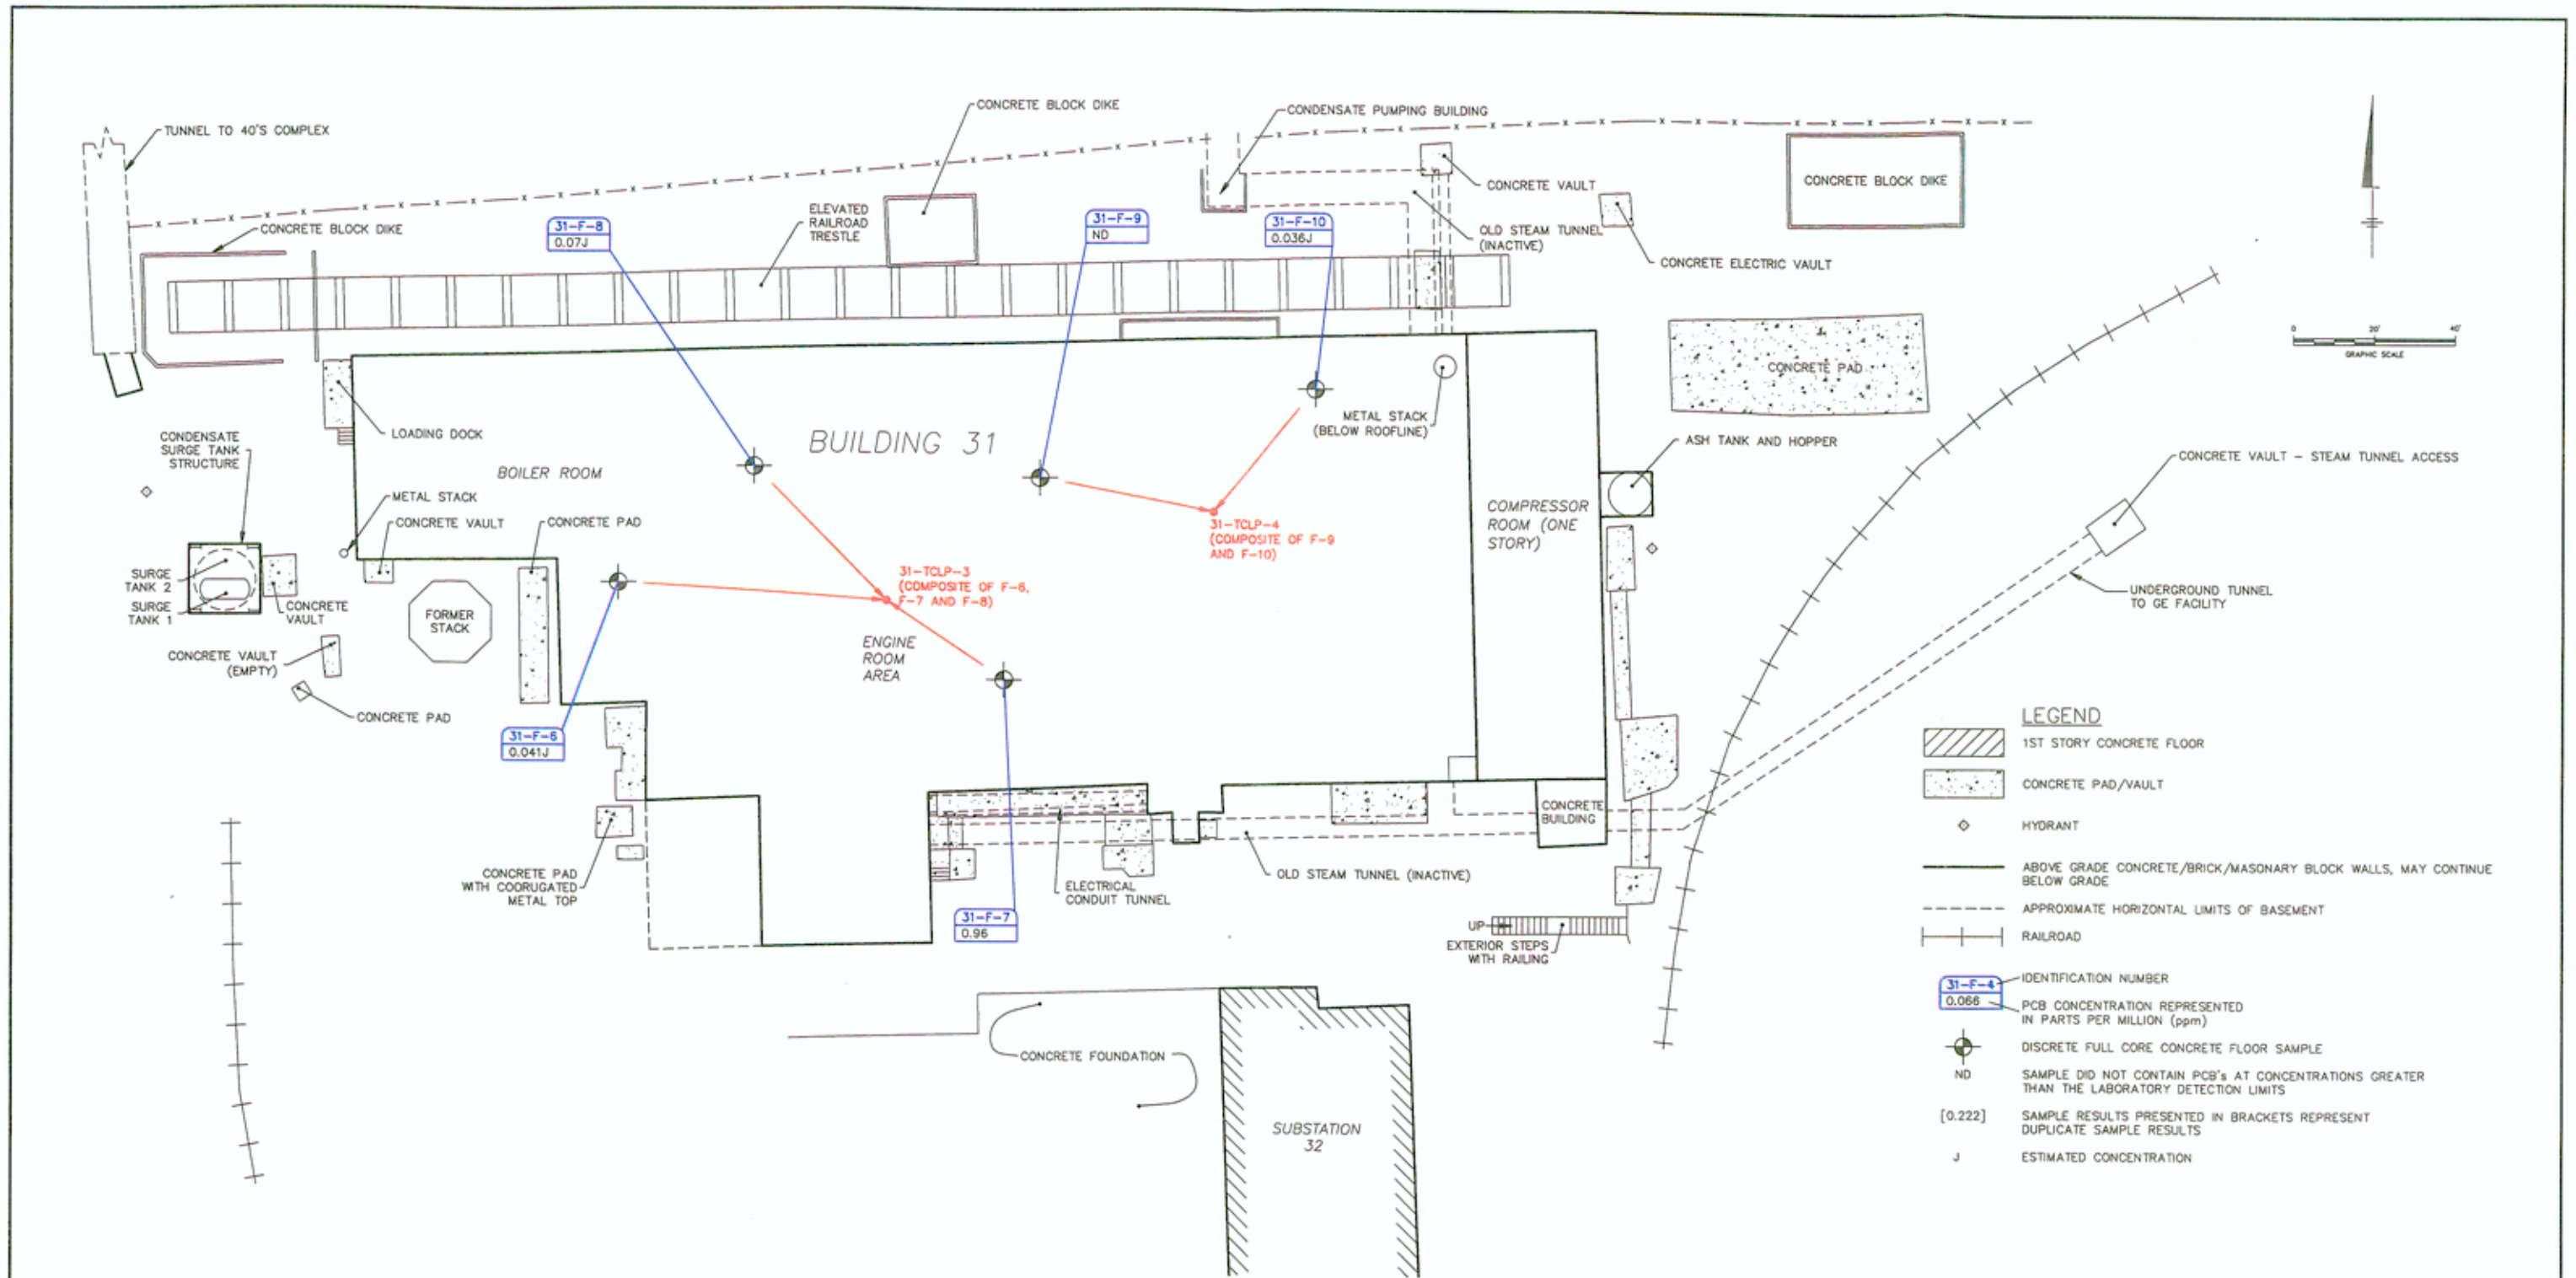 TUNNEL TO 40'S COMPLEX
CONCRETE BLOCK DIKE
CONDENSATE PUMPING BUILDING
CONCRETE BLOCK DIKE
CONCRETE VAULT
CONCRETE BLOCK DIKE
31-F-8
0.07J
ELEVATED
RAILROAD
TRESTLE
31-F-9
ND
31-F-10
0.036J
OLD STEAM TUNNEL
(INACTIVE)
CONCRETE ELECTRIC VAULT
0
20'
40'
GRAPHIC SCALE
CONCRETE PAD
LOADING DOCK
METAL STACK
(BELOW ROOFLINE)
BUILDING 31
CONDENSATE
SURGE TANK
STRUCTURE
BOILER ROOM
ASH TANK AND HOPPER
CONCRETE VAULT - STEAM TUNNEL ACCESS
METAL STACK
CONCRETE VAULT
CONCRETE PAD
COMPRESSOR
ROOM (ONE
STORY)
31-TCLP-4
(COMPOSITE OF F-9
AND F-10)
SURGE
TANK 2
SURGE
TANK 1
CONCRETE
VAULT
FORMER
STACK
31-TCLP-3
(COMPOSITE OF F-6,
F-7 AND F-8)
UNDERGROUND TUNNEL
TO GE FACILITY
CONCRETE VAULT
(EMPTY)
ENGINE
ROOM
AREA
CONCRETE PAD
31-F-6
0.041J
CONCRETE
BUILDING
CONCRETE PAD
WITH COORUGATED
METAL TOP
ELECTRICAL
CONDUIT TUNNEL
OLD STEAM TUNNEL (INACTIVE)
31-F-7
0.96
UP
EXTERIOR STEPS
WITH RAILING
CONCRETE FOUNDATION
SUBSTATION
32
LEGEND
1ST STORY CONCRETE FLOOR
CONCRETE PAD/VAULT
HYDRANT
ABOVE GRADE CONCRETE/BRICK/MASONARY BLOCK WALLS, MAY CONTINUE
BELOW GRADE
APPROXIMATE HORIZONTAL LIMITS OF BASEMENT
RAILROAD
31-F-4
0.066
IDENTIFICATION NUMBER
PCB CONCENTRATION REPRESENTED
IN PARTS PER MILLION (ppm)
DISCRETE FULL CORE CONCRETE FLOOR SAMPLE
ND
SAMPLE DID NOT CONTAIN PCB's AT CONCENTRATIONS GREATER
THAN THE LABORATORY DETECTION LIMITS
[0.222]
SAMPLE RESULTS PRESENTED IN BRACKETS REPRESENT
DUPLICATE SAMPLE RESULTS
J
ESTIMATED CONCENTRATION